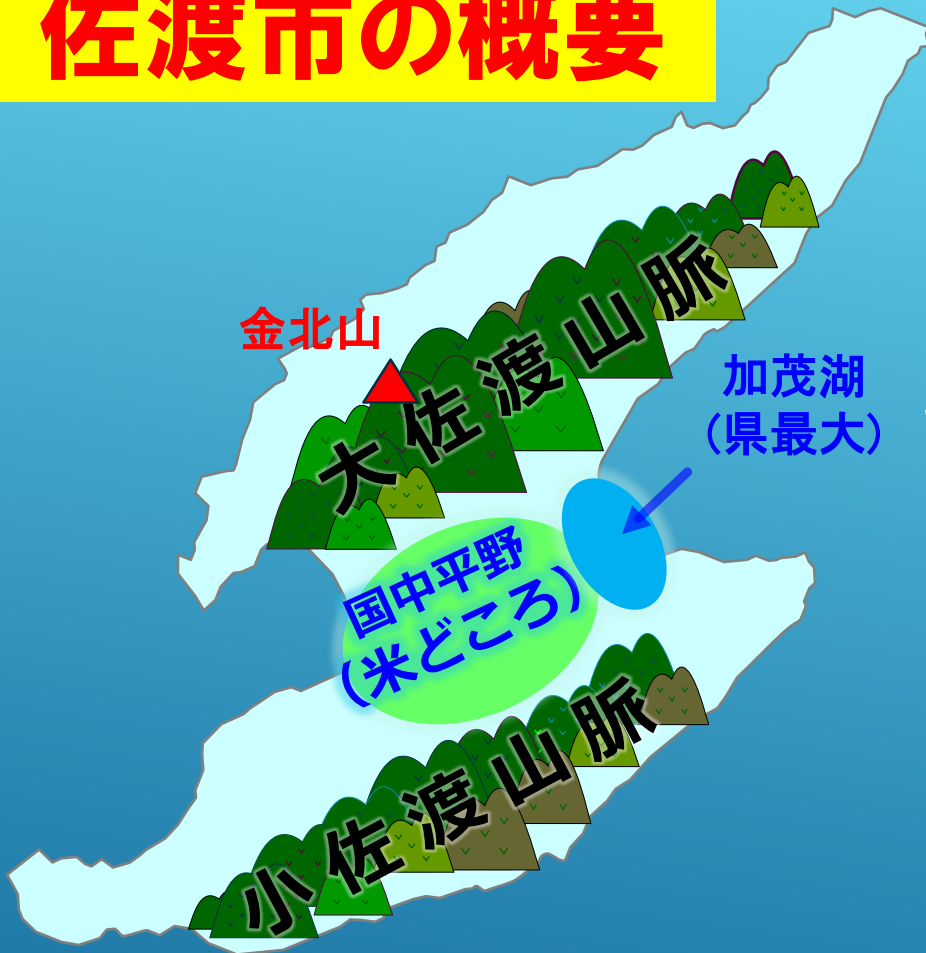 佐渡市の概要
金北山
大佐渡山脈
加茂湖
（県最大）
国中平野
（米どころ）
小佐渡山脈